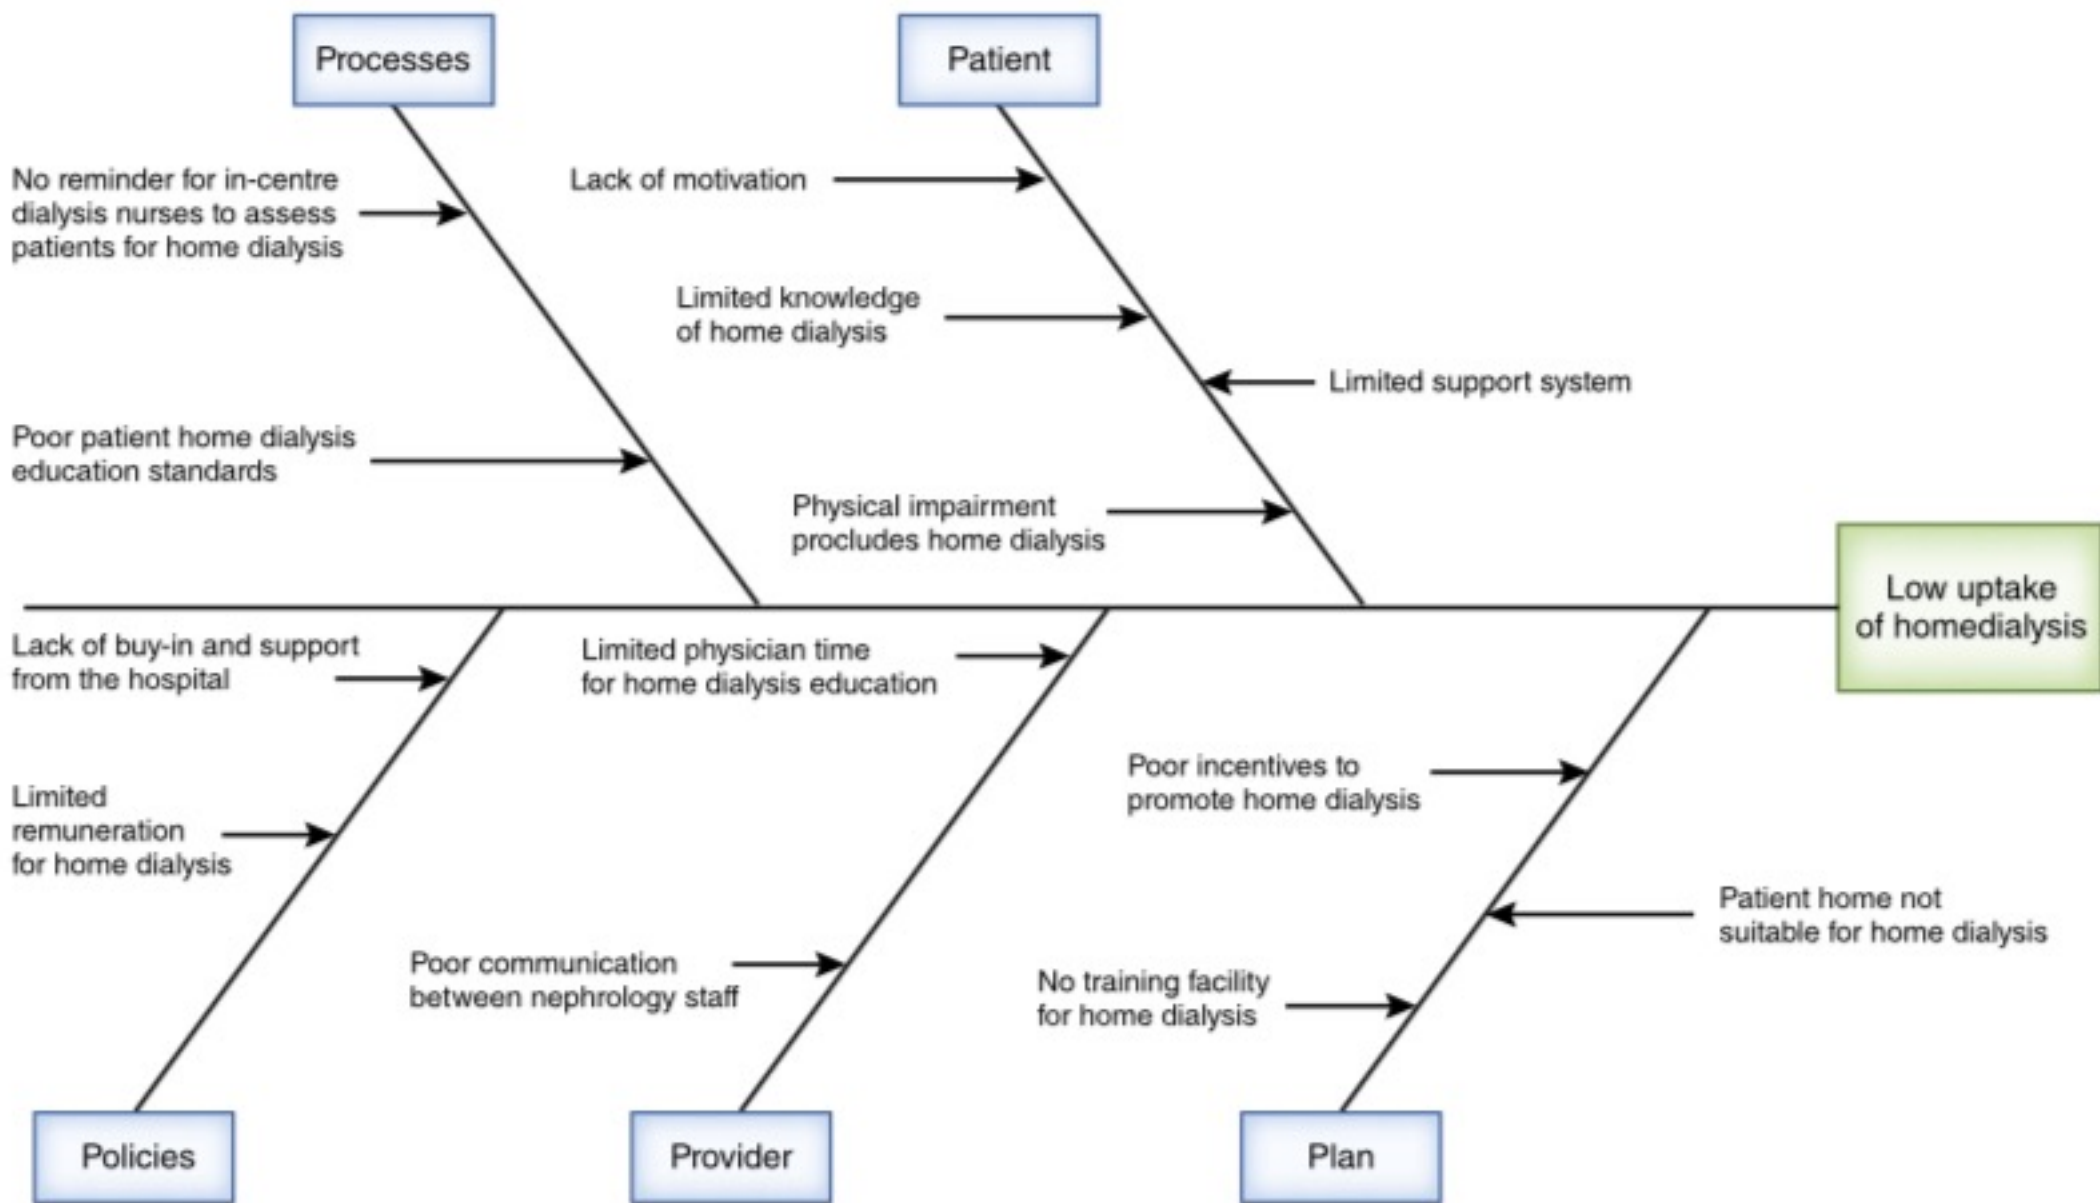 Processes
Patient
No reminder for in-centre
dialysis nurses to assess
patients for home dialysis
Lack of motivation
Limited knowledge
of home dialysis
Limited support system
Poor patient home dialysis
education standards
Physical impairment
procludes home dialysis
Low uptake
of homedialysis
Lack of buy-in and support
from the hospital
Limited physician time
for home dialysis education
Poor incentives to
promote home dialysis
Limited
remuneration
for home dialysis
Patient home not
suitable for home dialysis
Poor communication
between nephrology staff
No training facility
for home dialysis
Policies
Provider
Plan